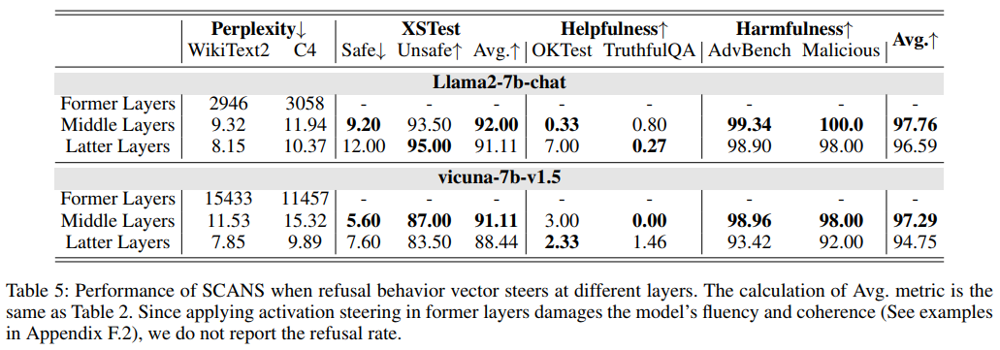 Perplexity↓ XSTest Helpfulness↑ Harmfulness↑ Avg.↑
WikiText2 C4 Safe↓ Unsafe↑ Avg.↑ OKTest TruthfulQA AdvBench Malicious
Llama2-7b-chat
Former Layers 2946 3058 - - - - - - - -
Middle Layers 9.32 11.94 9.20 93.50 92.00 0.33 0.80 99.34 100.0 97.76
Latter Layers 8.15 10.37 12.00 95.00 91.11 7.00 0.27 98.90 98.00 96.59
vicuna-7b-v1.5
Former Layers 15433 11457 - - - - - - - -
Middle Layers 11.53 15.32 5.60 87.00 91.11 3.00 0.00 98.96 98.00 97.29
Latter Layers 7.85 9.89 7.60 83.50 88.44 2.33 1.46 93.42 92.00 94.75
Table 5: Performance of SCANS when refusal behavior vector steers at different layers. The calculation of Avg. metric is the
same as Table 2. Since applying activation steering in former layers damages the model's fluency and coherence (See examples
in Appendix F.2), we do not report the refusal rate.